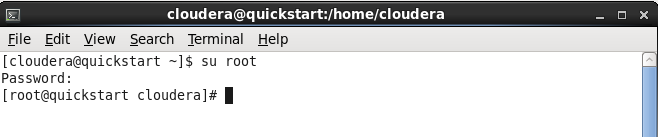 cloudera@quickstart:/home/cloudera
File Edit View Search Terminal Help
[cloudera@quickstart ~]$ su root
Password:
[root@quickstart cloudera]#